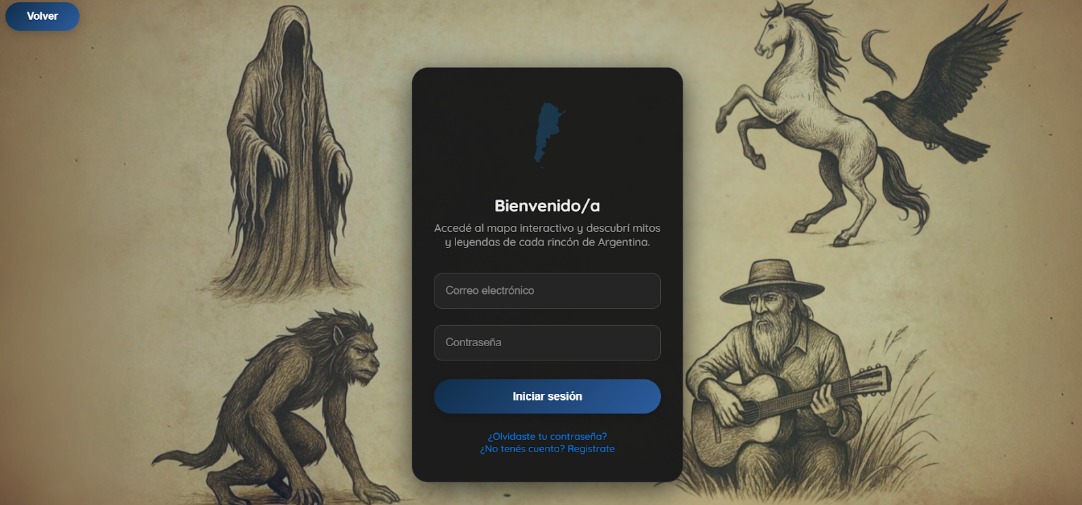 Volver
Bienvenido/a
Accedé al mapa interactivo y descubrí mitos
y leyendas de cada rincón de Argentina.
Correo electrónico
Contraseña
Iniciar sesión
¿Olvidaste tu contraseña?
¿No tenés cuenta? Registrate